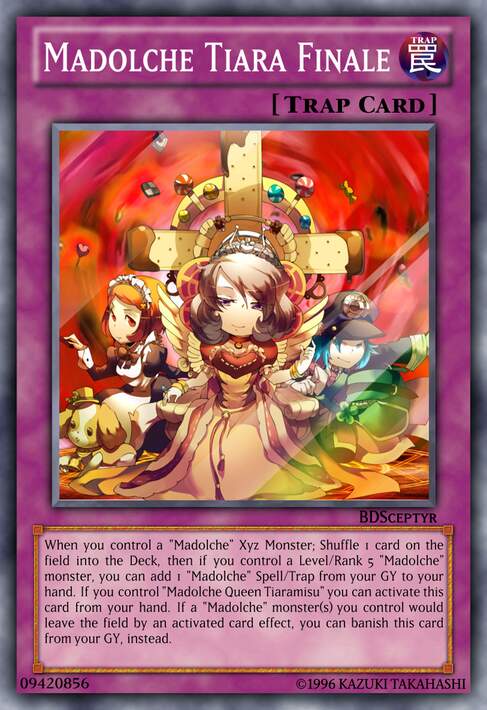 Madolche Tiara Finale
TRAP
罠
[ Trap Card ]
BDSceptyr
When you control a "Madolche" Xyz Monster; Shuffle 1 card on the
field into the Deck, then if you control a Level/Rank 5 "Madolche"
monster, you can add 1 "Madolche" Spell/Trap from your GY to your
hand. If you control "Madolche Queen Tiaramisu" you can activate this
card from your hand. If a "Madolche" monster(s) you control would
leave the field by an activated card effect, you can banish this card
from your GY, instead.
09420856
©1996 KAZUKI TAKAHASHI